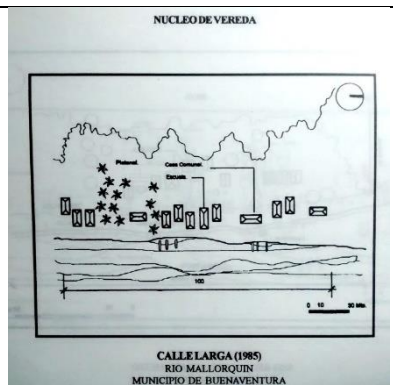 NUCLEO DE VEREDA
Platanal.
Casa Comunal.
Escuela.
100
0 10 30 Mts.
CALLE LARGA (1985)
RIO MALLORQUIN
MUNICIPIO DE BUENAVENTURA